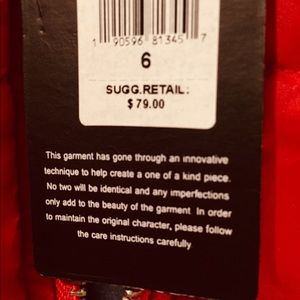 1 90596 81345 7
6
SUGG.RETAIL:
$79.00
This garment has gone through an innovative
technique to help create a one of a kind piece.
No two will be identical and any imperfections
only add to the beauty of the garment. In order
to maintain the original character, please follow
the care instructions carefully.